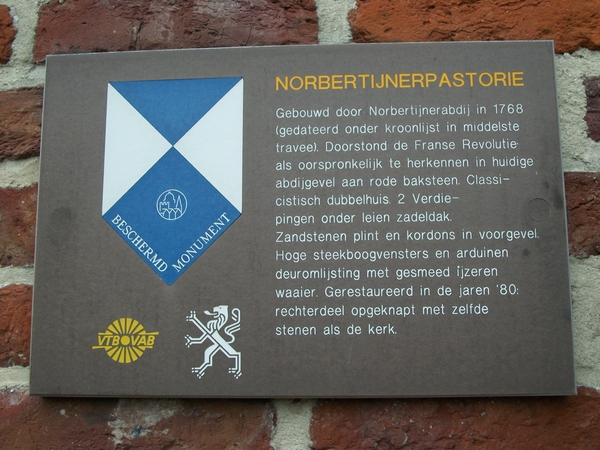 NORBERTIJNERPASTORIE
Gebouwd door Norbertijnerabdij in 1768
(gedateerd onder kroonlijst in middelste
travee). Doorstond de Franse Revolutie
als oorspronkelijk te herkennen in huidige
abdijgevel aan rode baksteen. Classi-
cistisch dubbelhuis. 2 Verdie-
pingen onder leien zadeldak.
Zandstenen plint en kordons in voorgevel.
Hoge steekboogvensters en arduinen
deuromlijsting met gesmeed ijzeren
waaier. Gerestaureerd in de jaren '80:
rechterdeel opgeknapt met zelfde
stenen als de kerk.
BESCHERMD MONUMENT
VTB VAB